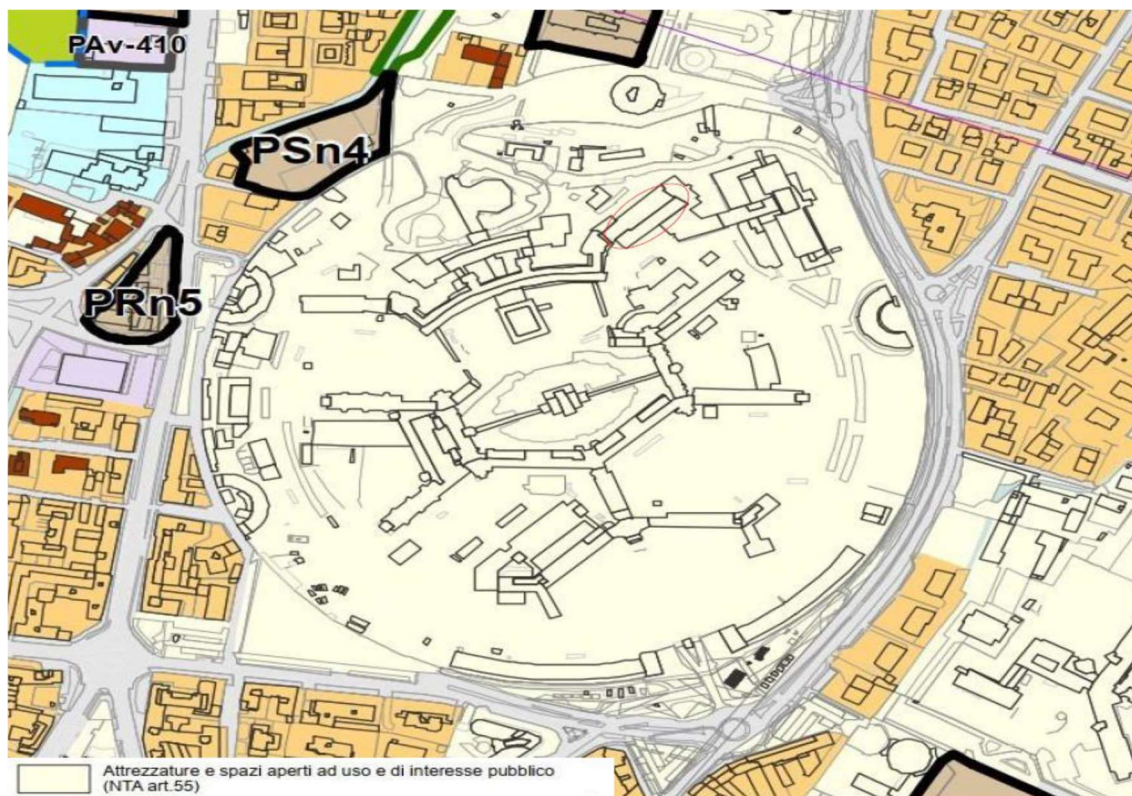 PAv-410
PSn4
PRn5
Attrezzature e spazi aperti ad uso e di interesse pubblico
(NTA art.55)